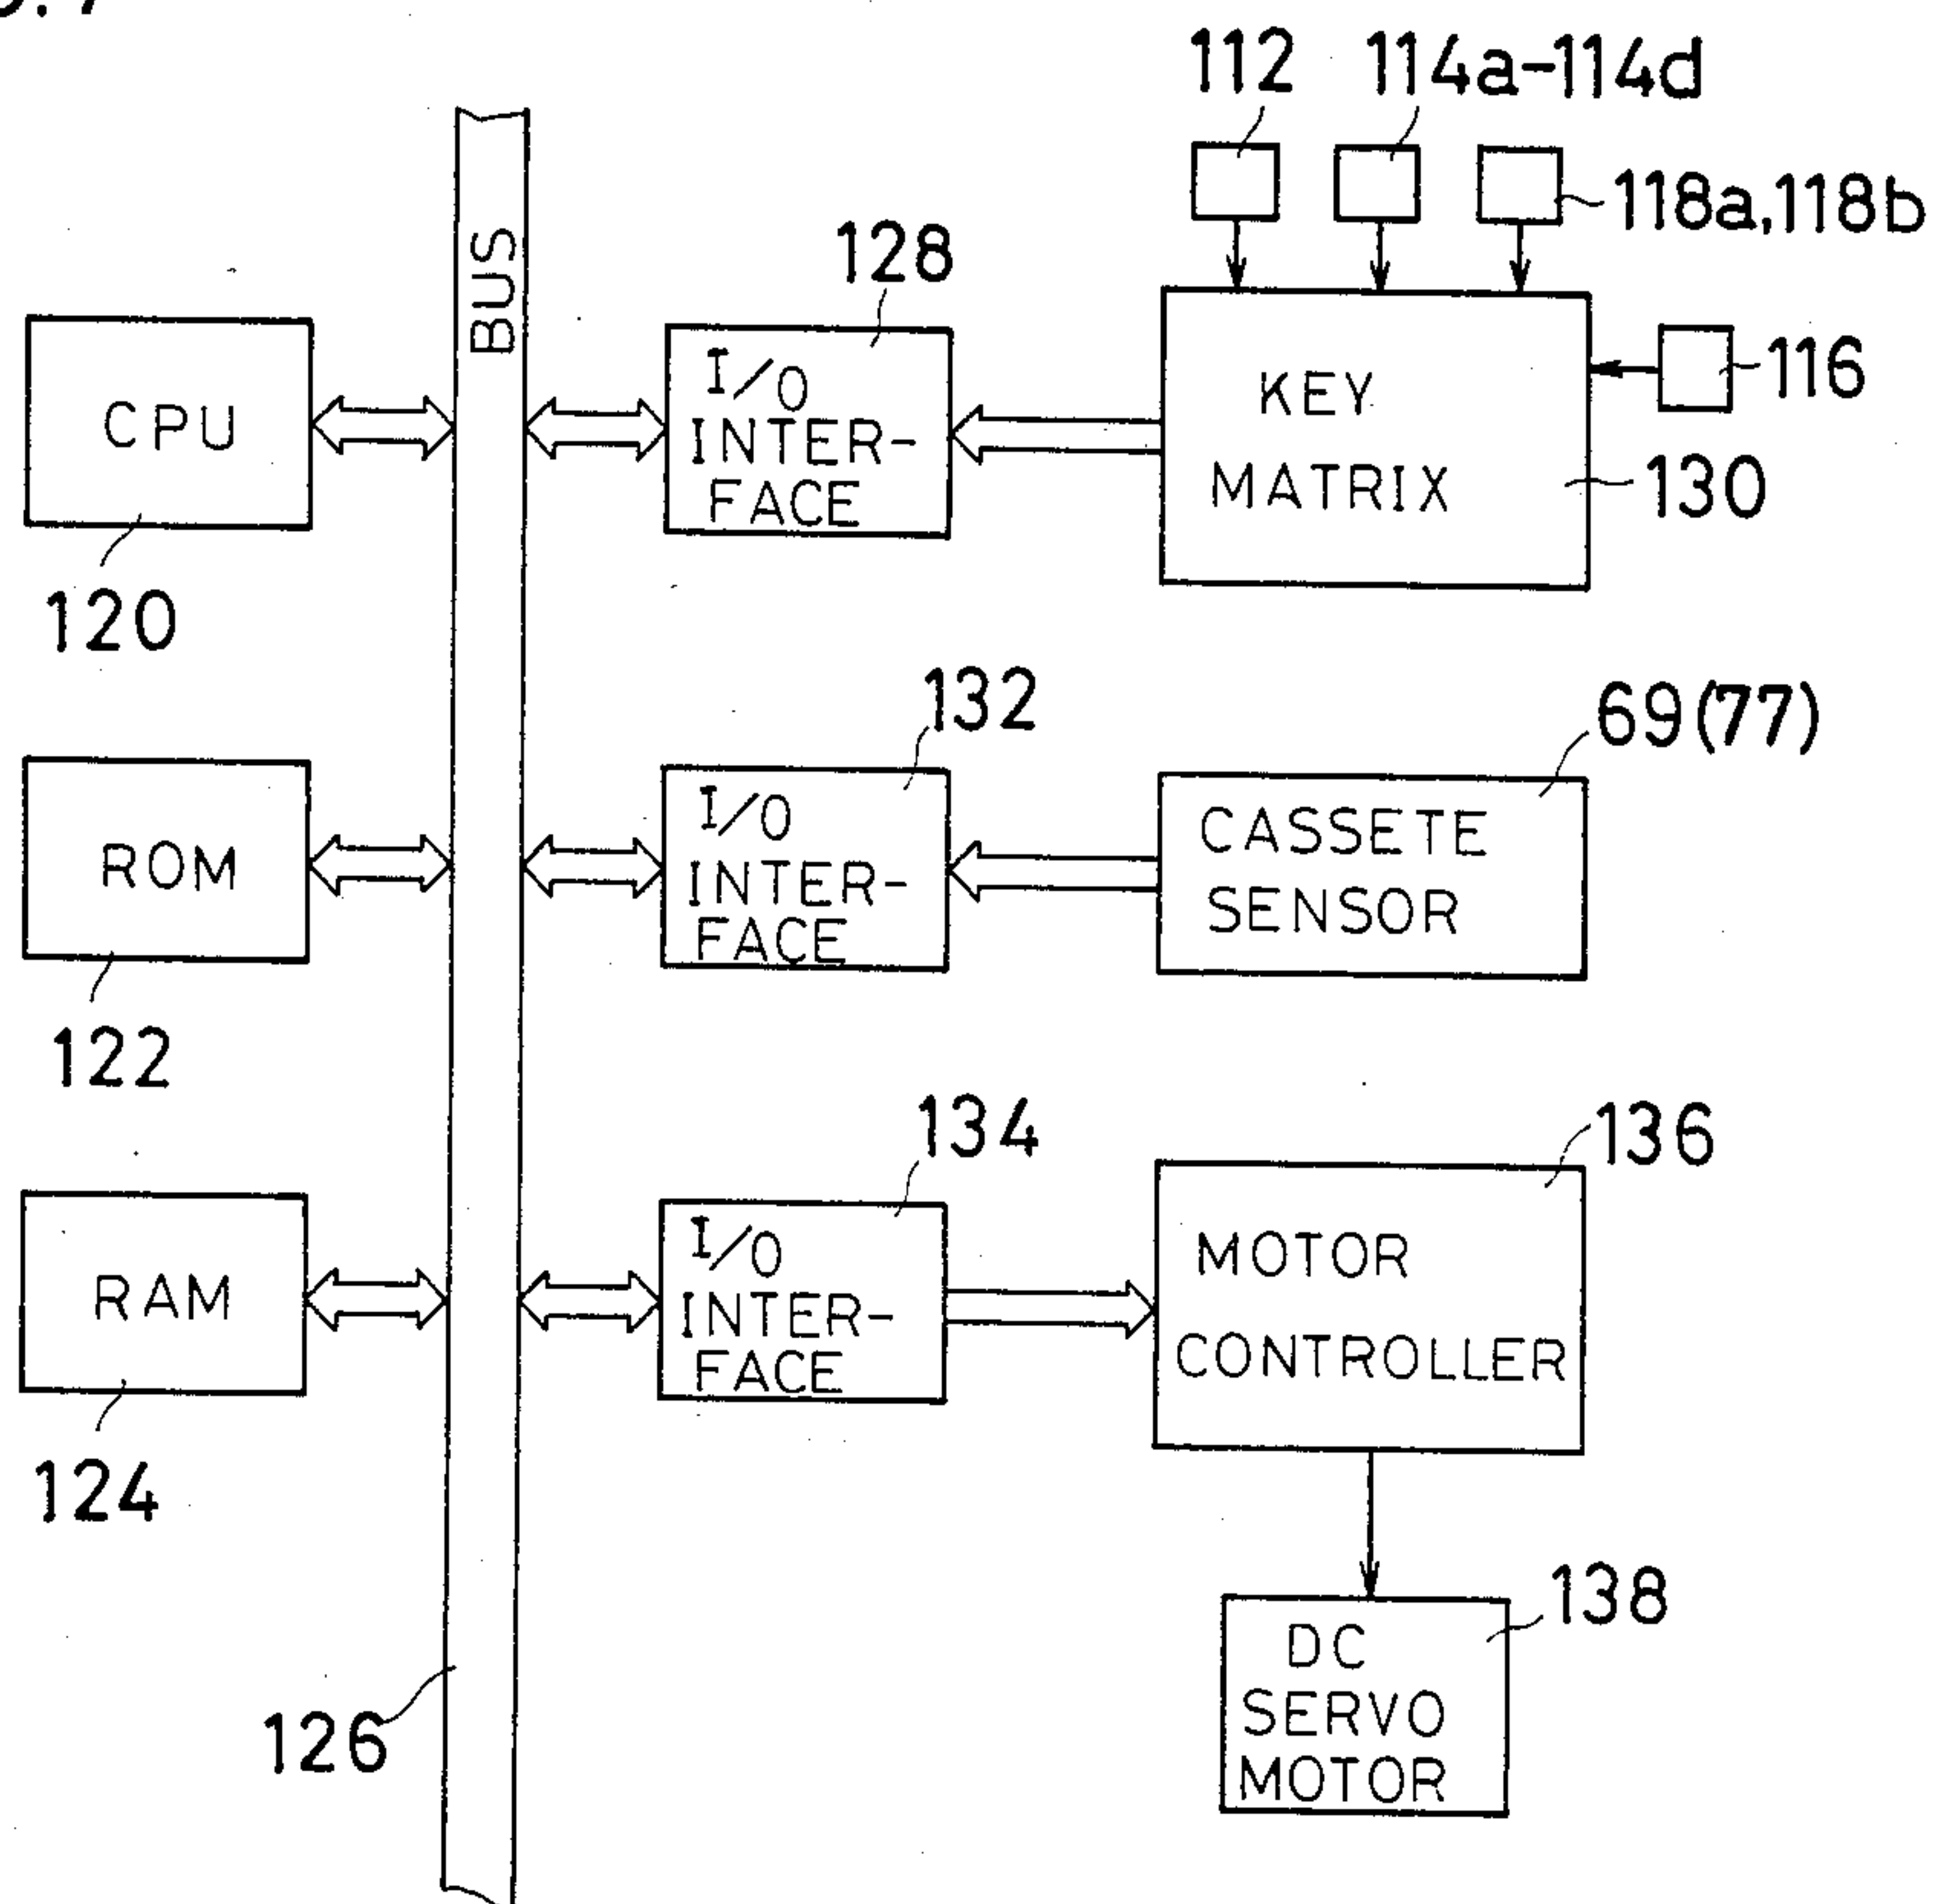 112
114a-114d
118a,118b
BUS
128
116
CPU
I/O
INTER-
FACE
KEY
MATRIX
130
120
132
69(77)
ROM
I/O
INTER-
FACE
CASSETE
SENSOR
122
134
136
RAM
I/O
INTER-
FACE
MOTOR
CONTROLLER
124
138
DC
SERVO
MOTOR
126